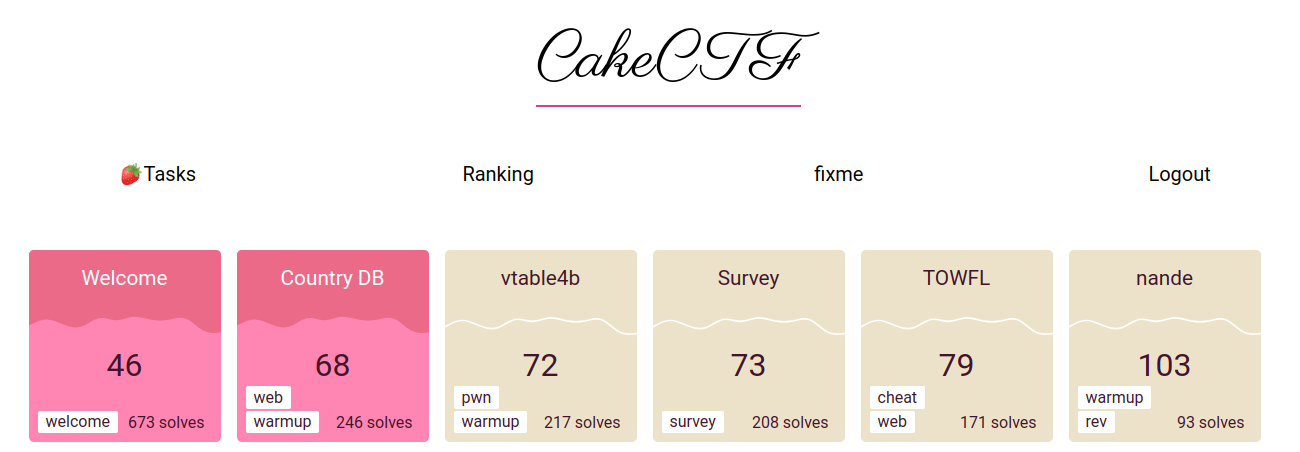 CakeCTF
🍓Tasks Ranking fixme Logout
Welcome Country DB vtable4b Survey TOWFL nande
46 68 72 73 79 103
web pwn cheat warmup
welcome 673 solves warmup 246 solves warmup 217 solves survey 208 solves web 171 solves rev 93 solves